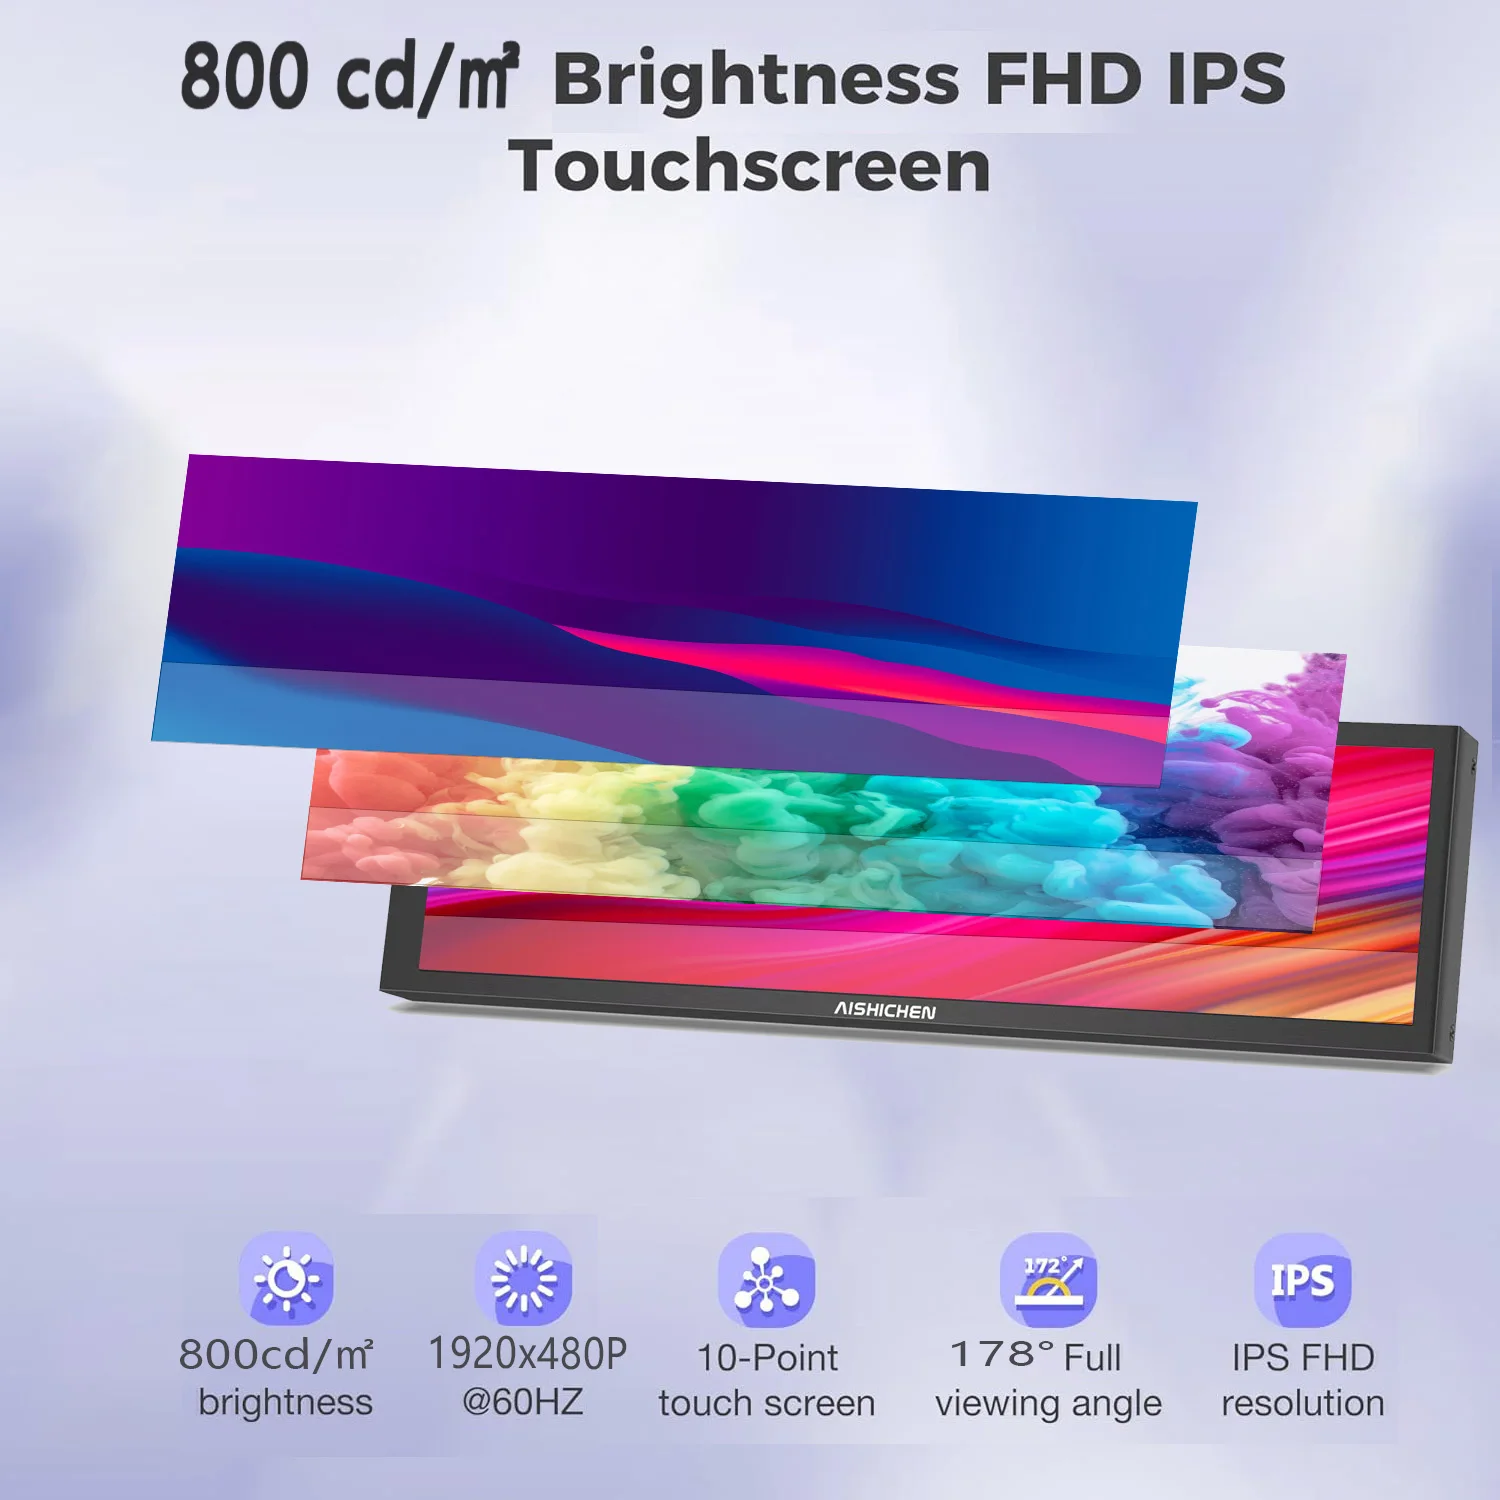 800 cd/㎡ Brightness FHD IPS
Touchscreen
AISHICHEN
172°
IPS
800cd/㎡
brightness
1920x480P
@60HZ
10-Point
touch screen
178° Full
viewing angle
IPS FHD
resolution